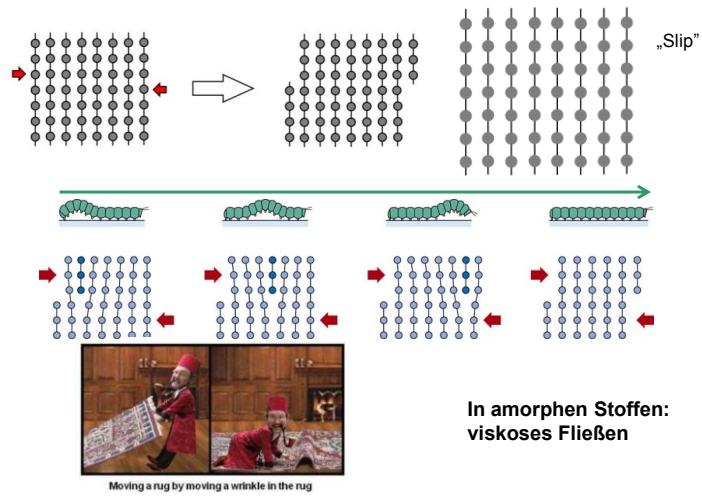 „Slip”
Moving a rug by moving a wrinkle in the rug
In amorphen Stoffen:
viskoses Fließen